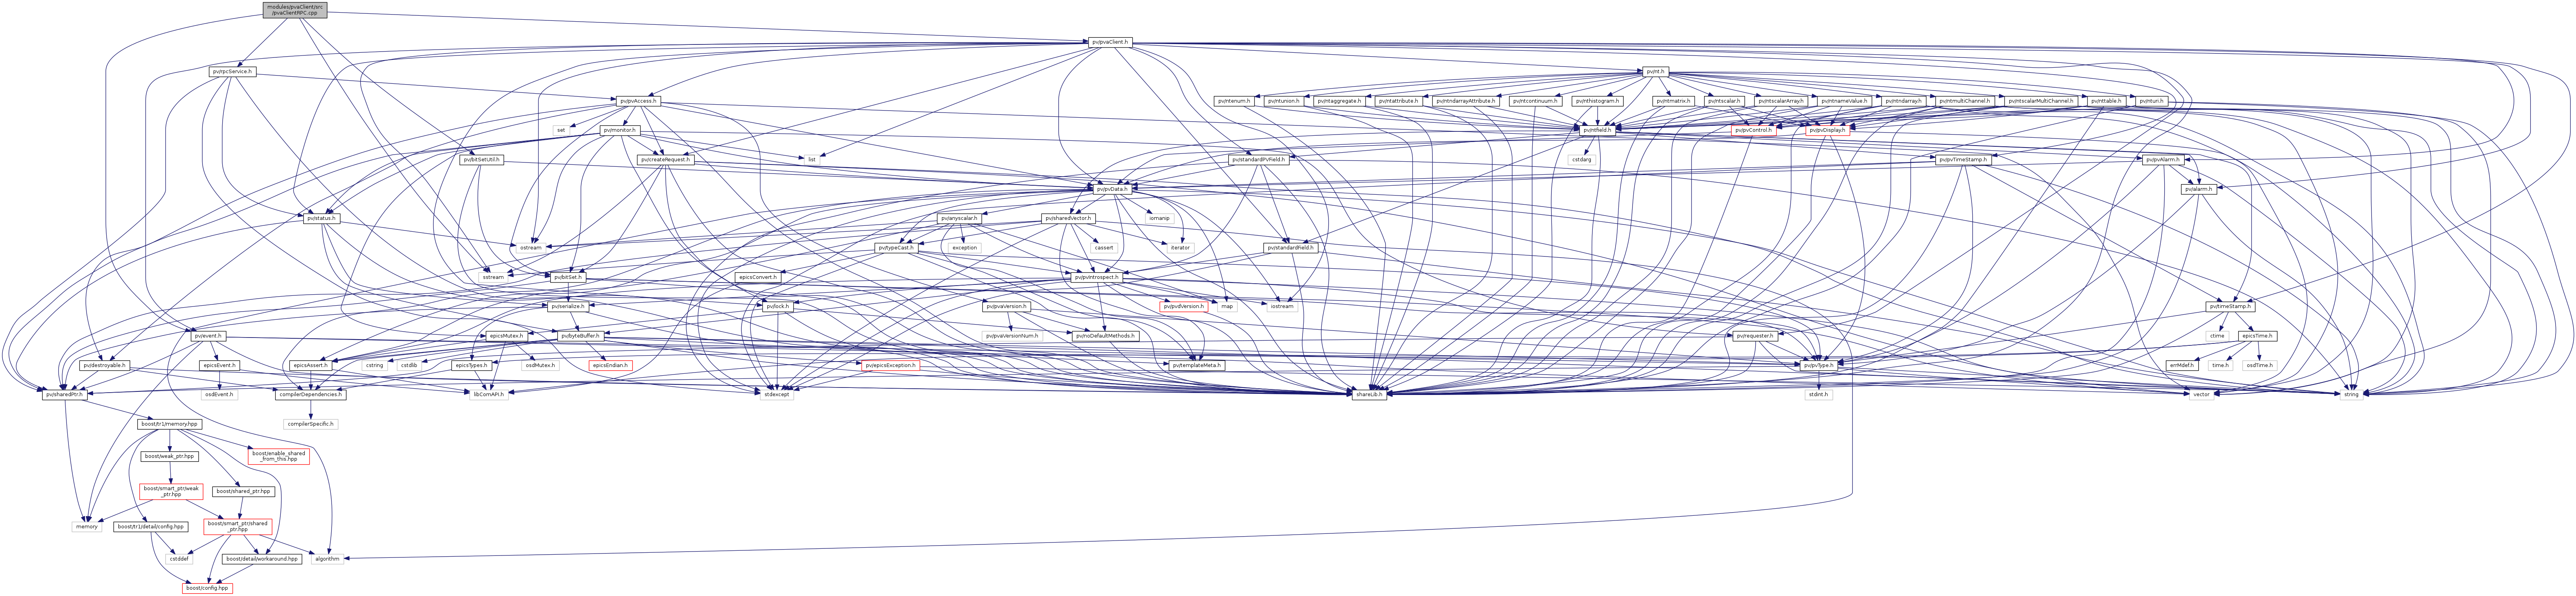 modules/pvaClient/src
/pvaClientRPC.cpp
pv/pvaClient.h
pv/rpcService.h
pv/nt.h
pv/pvAccess.h
pv/ntenum.h
pv/ntunion.h
pv/ntaggregate.h
pv/ntattribute.h
pv/ntndarrayAttribute.h
pv/ntcontinuum.h
pv/nthistogram.h
pv/ntmatrix.h
pv/ntscalar.h
pv/ntscalarArray.h
pv/ntnameValue.h
pv/ntndarray.h
pv/ntmultiChannel.h
pv/ntscalarMultiChannel.h
pv/nttable.h
pv/nturi.h
set
pv/monitor.h
pv/ntfield.h
pv/pvControl.h
pv/pvDisplay.h
pv/bitSetUtil.h
pv/createRequest.h
list
pv/standardPVField.h
cstdarg
pv/pvTimeStamp.h
pv/pvAlarm.h
pv/pvData.h
pv/alarm.h
pv/status.h
pv/anyscalar.h
pv/sharedVector.h
iomanip
ostream
pv/typeCast.h
exception
cassert
iterator
pv/standardField.h
sstream
pv/bitSet.h
epicsConvert.h
pv/pvIntrospect.h
pv/serialize.h
pv/lock.h
pv/pvaVersion.h
pv/pvdVersion.h
map
iostream
pv/timeStamp.h
pv/event.h
epicsMutex.h
pv/byteBuffer.h
pv/pvaVersionNum.h
pv/noDefaultMethods.h
pv/requester.h
ctime
epicsTime.h
pv/destroyable.h
epicsEvent.h
epicsAssert.h
cstring
cstdlib
epicsTypes.h
osdMutex.h
epicsEndian.h
pv/epicsException.h
pv/templateMeta.h
pv/pvType.h
errMdef.h
time.h
osdTime.h
pv/sharedPtr.h
osdEvent.h
compilerDependencies.h
libComAPI.h
stdexcept
shareLib.h
stdint.h
vector
string
boost/tr1/memory.hpp
compilerSpecific.h
boost/weak_ptr.hpp
boost/enable_shared
_from_this.hpp
boost/smart_ptr/weak
_ptr.hpp
boost/shared_ptr.hpp
memory
boost/tr1/detail/config.hpp
boost/smart_ptr/shared
_ptr.hpp
cstddef
boost/detail/workaround.hpp
algorithm
boost/config.hpp